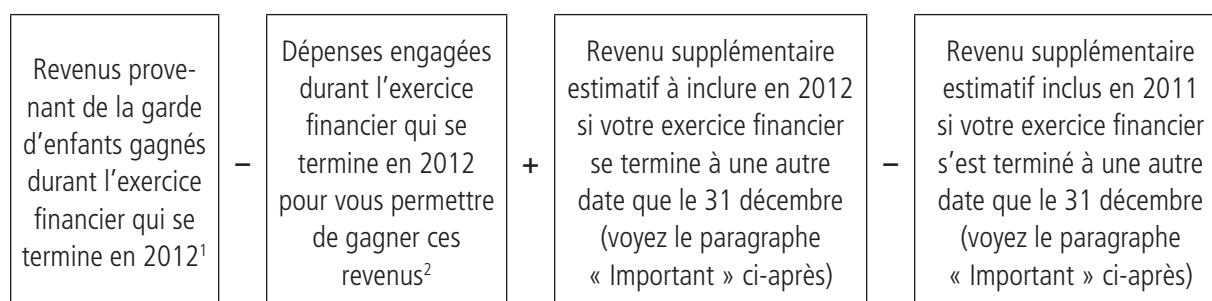 Revenus prove-
nant de la garde
d’enfants gagnés
durant l’exercice
financier qui se
termine en 2012¹
–
Dépenses engagées
durant l’exercice
financier qui se
termine en 2012
pour vous permettre
de gagner ces
revenus²
+
Revenu supplémentaire
estimatif à inclure en 2012
si votre exercice financier
se termine à une autre
date que le 31 décembre
(voyez le paragraphe
« Important » ci-après)
–
Revenu supplémentaire
estimatif inclus en 2011
si votre exercice financier
s’est terminé à une autre
date que le 31 décembre
(voyez le paragraphe
« Important » ci-après)